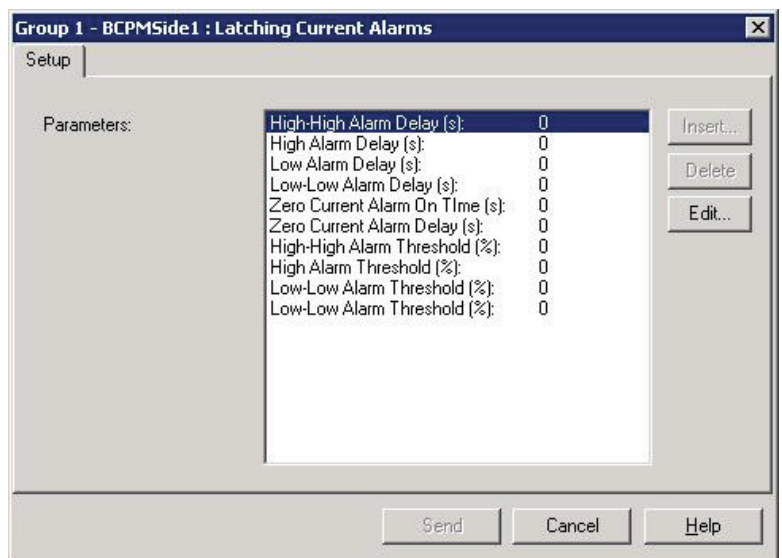 Group 1 - BCPMSide1 : Latching Current Alarms
Setup
Parameters:
High-High Alarm Delay (s): 0
High Alarm Delay (s): 0
Low Alarm Delay (s): 0
Low-Low Alarm Delay (s): 0
Zero Current Alarm On TIme (s): 0
Zero Current Alarm Delay (s): 0
High-High Alarm Threshold (%): 0
High Alarm Threshold (%): 0
Low-Low Alarm Threshold (%): 0
Low-Low Alarm Threshold (%): 0
Insert...
Delete
Edit...
Send
Cancel
Help